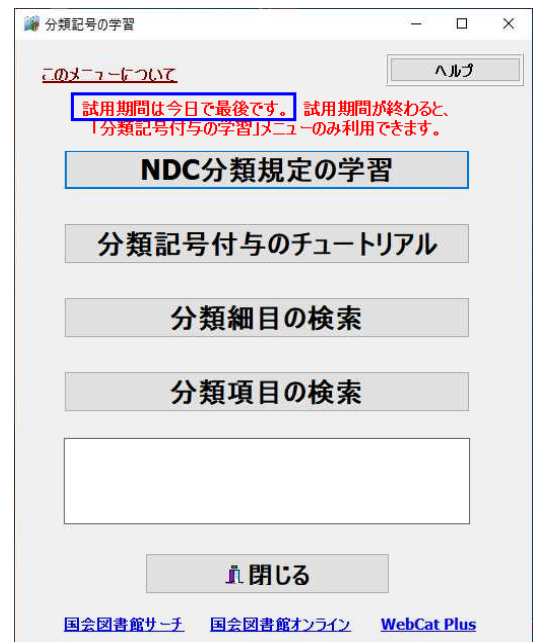 分類記号の学習
このメニューについて
ヘルプ
試用期間は今日で最後です。 試用期間が終わると、
「分類記号付与の学習」メニューのみ利用できます。
NDC分類規定の学習
分類記号付与のチュートリアル
分類細目の検索
分類項目の検索
閉じる
国会図書館サーチ 国会図書館オンライン WebCat Plus